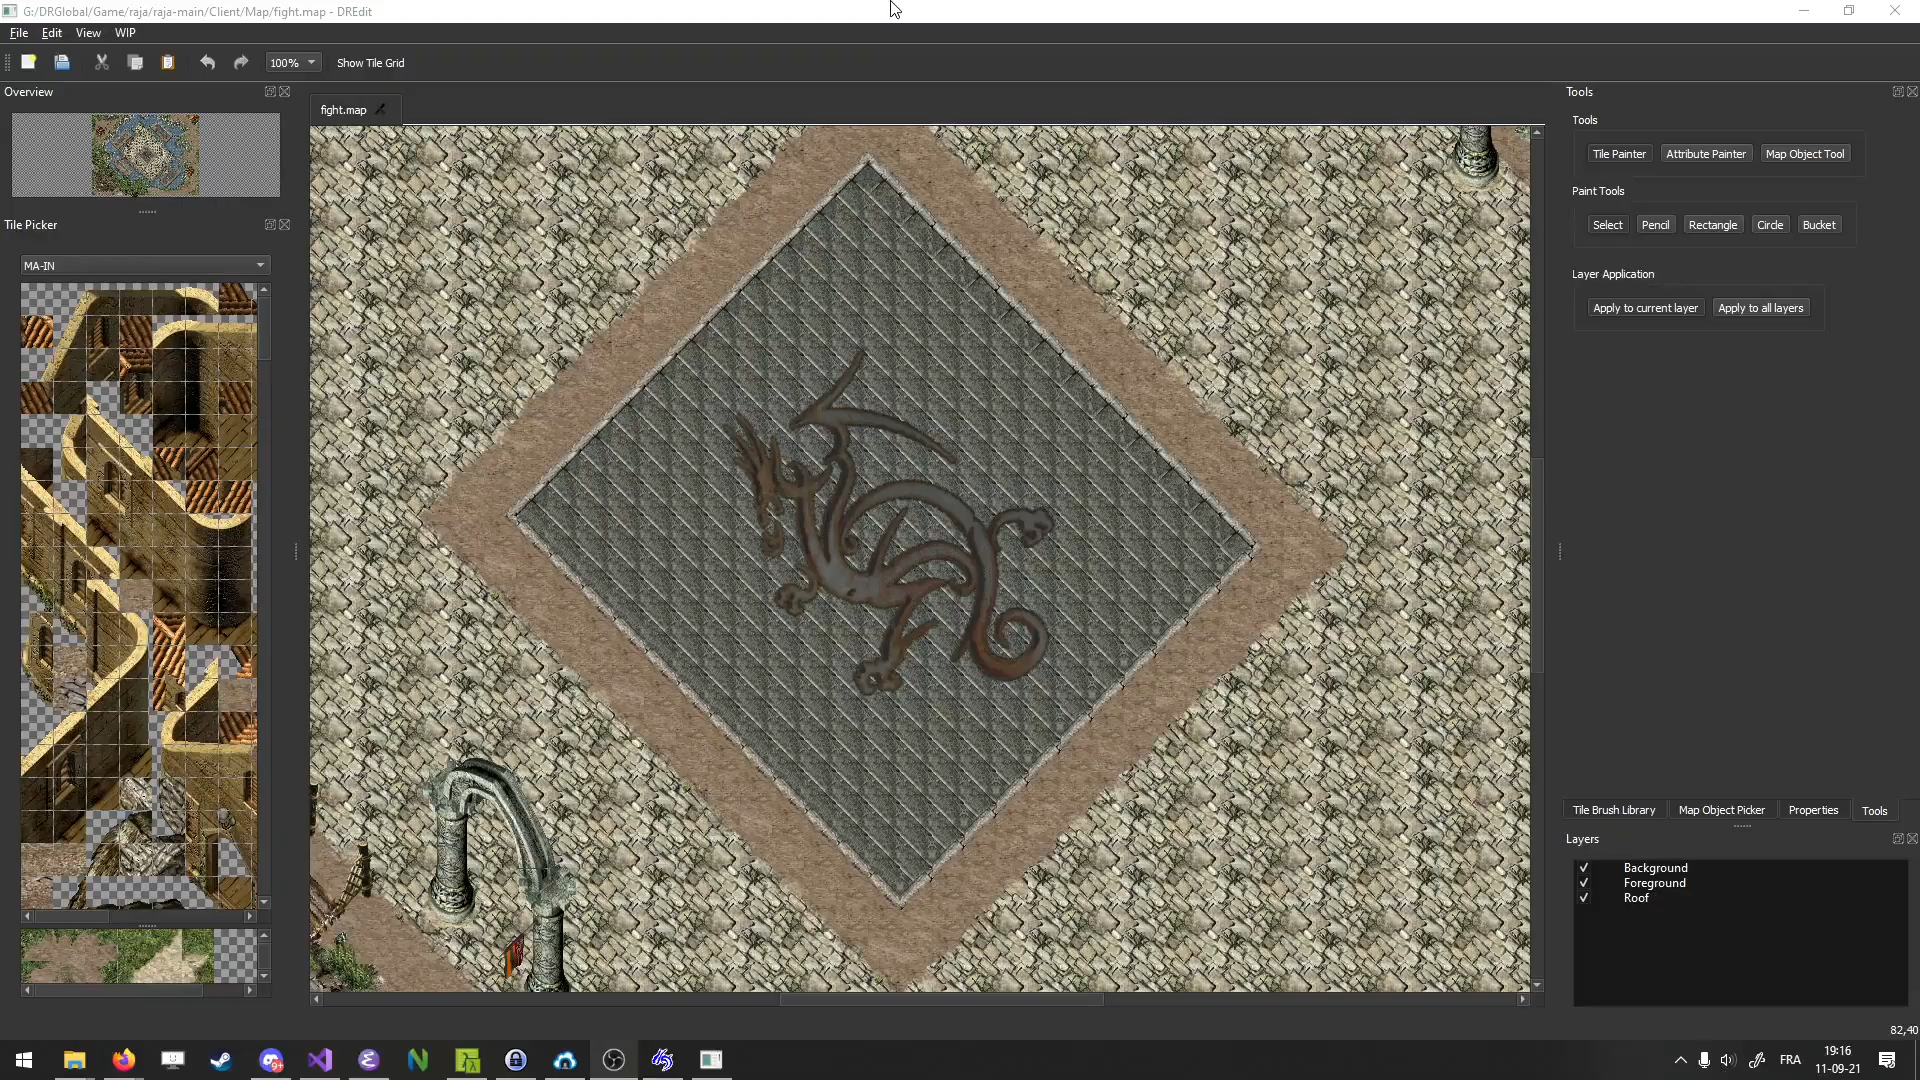 G:/DRGlobal/Game/raja/raja-main/Client/Map/fight.map - DREdit
File Edit View WIP
100% Show Tile Grid
Overview
fight.map
Tile Picker
MA-IN
Tools
Tools
Tile Painter Attribute Painter Map Object Tool
Paint Tools
Select Pencil Rectangle Circle Bucket
Layer Application
Apply to current layer Apply to all layers
Tile Brush Library Map Object Picker Properties Tools
Layers
Background
Foreground
Roof
82,40
9+
FRA
19:16
11-09-21